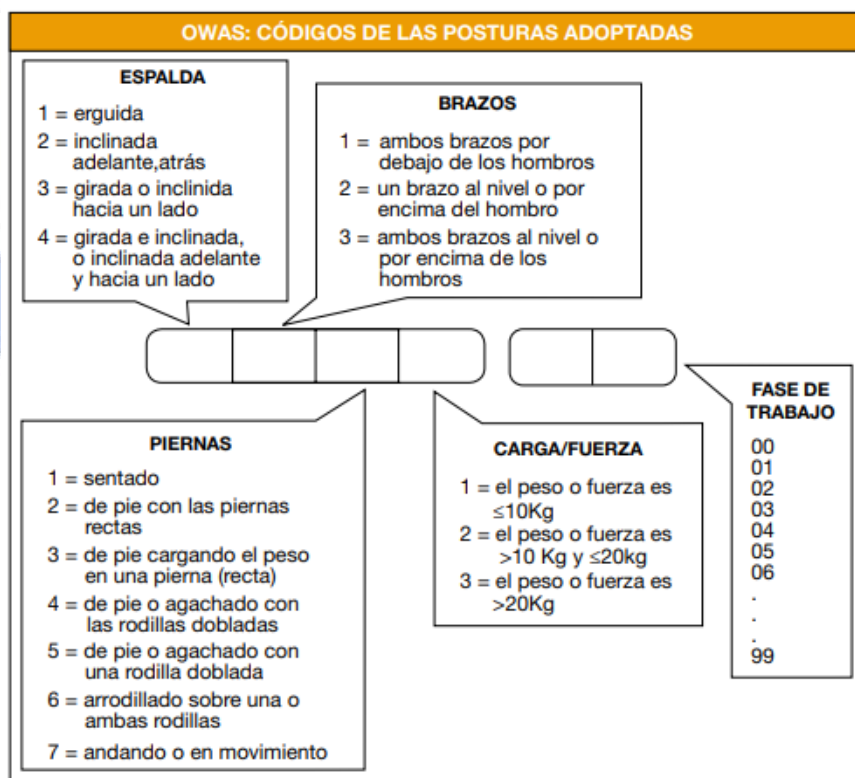 OWAS: CÓDIGOS DE LAS POSTURAS ADOPTADAS
ESPALDA
1 = erguida
2 = inclinada
adelante,atrás
3 = girada o inclinida
hacia un lado
4 = girada e inclinada,
o inclinada adelante
y hacia un lado
BRAZOS
1 = ambos brazos por
debajo de los hombros
2 = un brazo al nivel o por
encima del hombro
3 = ambos brazos al nivel o
por encima de los
hombros
PIERNAS
1 = sentado
2 = de pie con las piernas
rectas
3 = de pie cargando el peso
en una pierna (recta)
4 = de pie o agachado con
las rodillas dobladas
5 = de pie o agachado con
una rodilla doblada
6 = arrodillado sobre una o
ambas rodillas
7 = andando o en movimiento
CARGA/FUERZA
1 = el peso o fuerza es
≤10Kg
2 = el peso o fuerza es
>10 Kg y ≤20kg
3 = el peso o fuerza es
>20Kg
FASE DE
TRABAJO
00
01
02
03
04
05
06
.
.
.
99